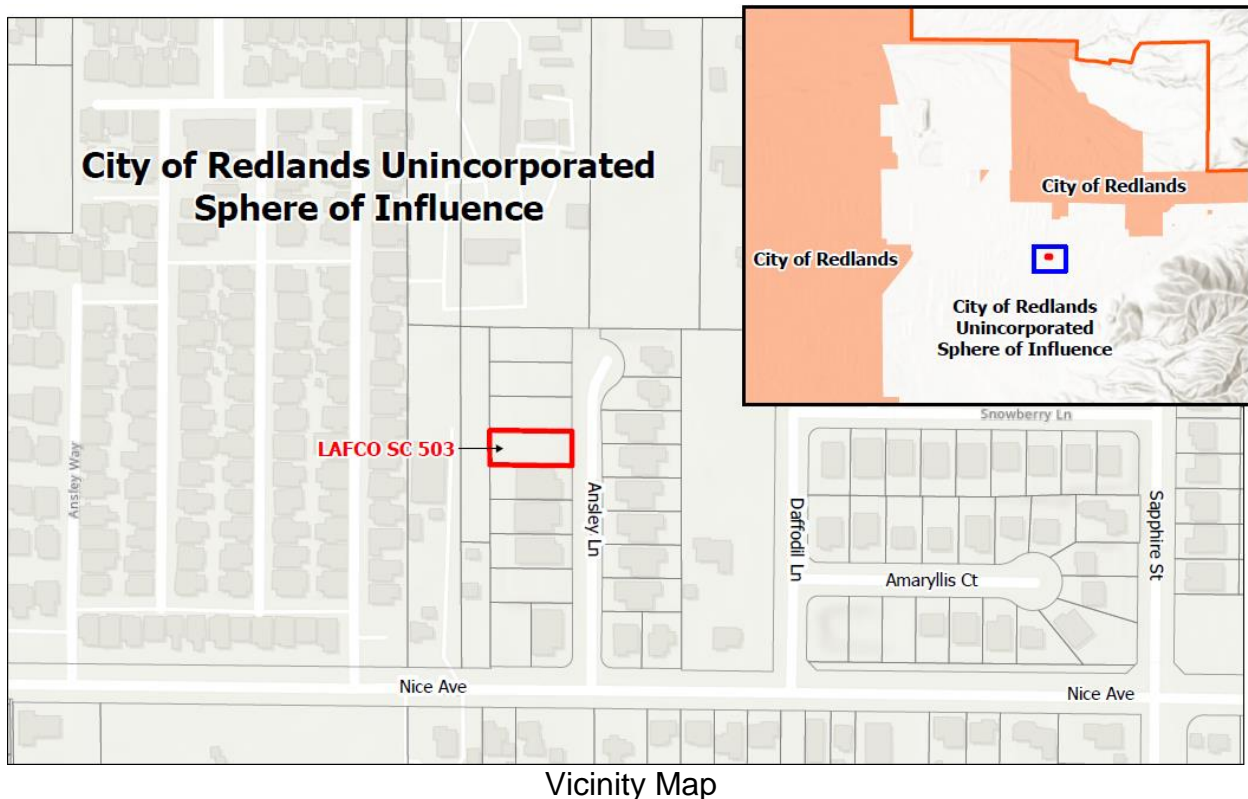 City of Redlands Unincorporated
Sphere of Influence
City of Redlands
City of Redlands
City of Redlands
Unincorporated
Sphere of Influence
LAFCO SC 503
Ansley Way
Ansley Ln
Daffodil Ln
Snowberry Ln
Amaryllis Ct
Sapphire St
Nice Ave
Nice Ave
Vicinity Map